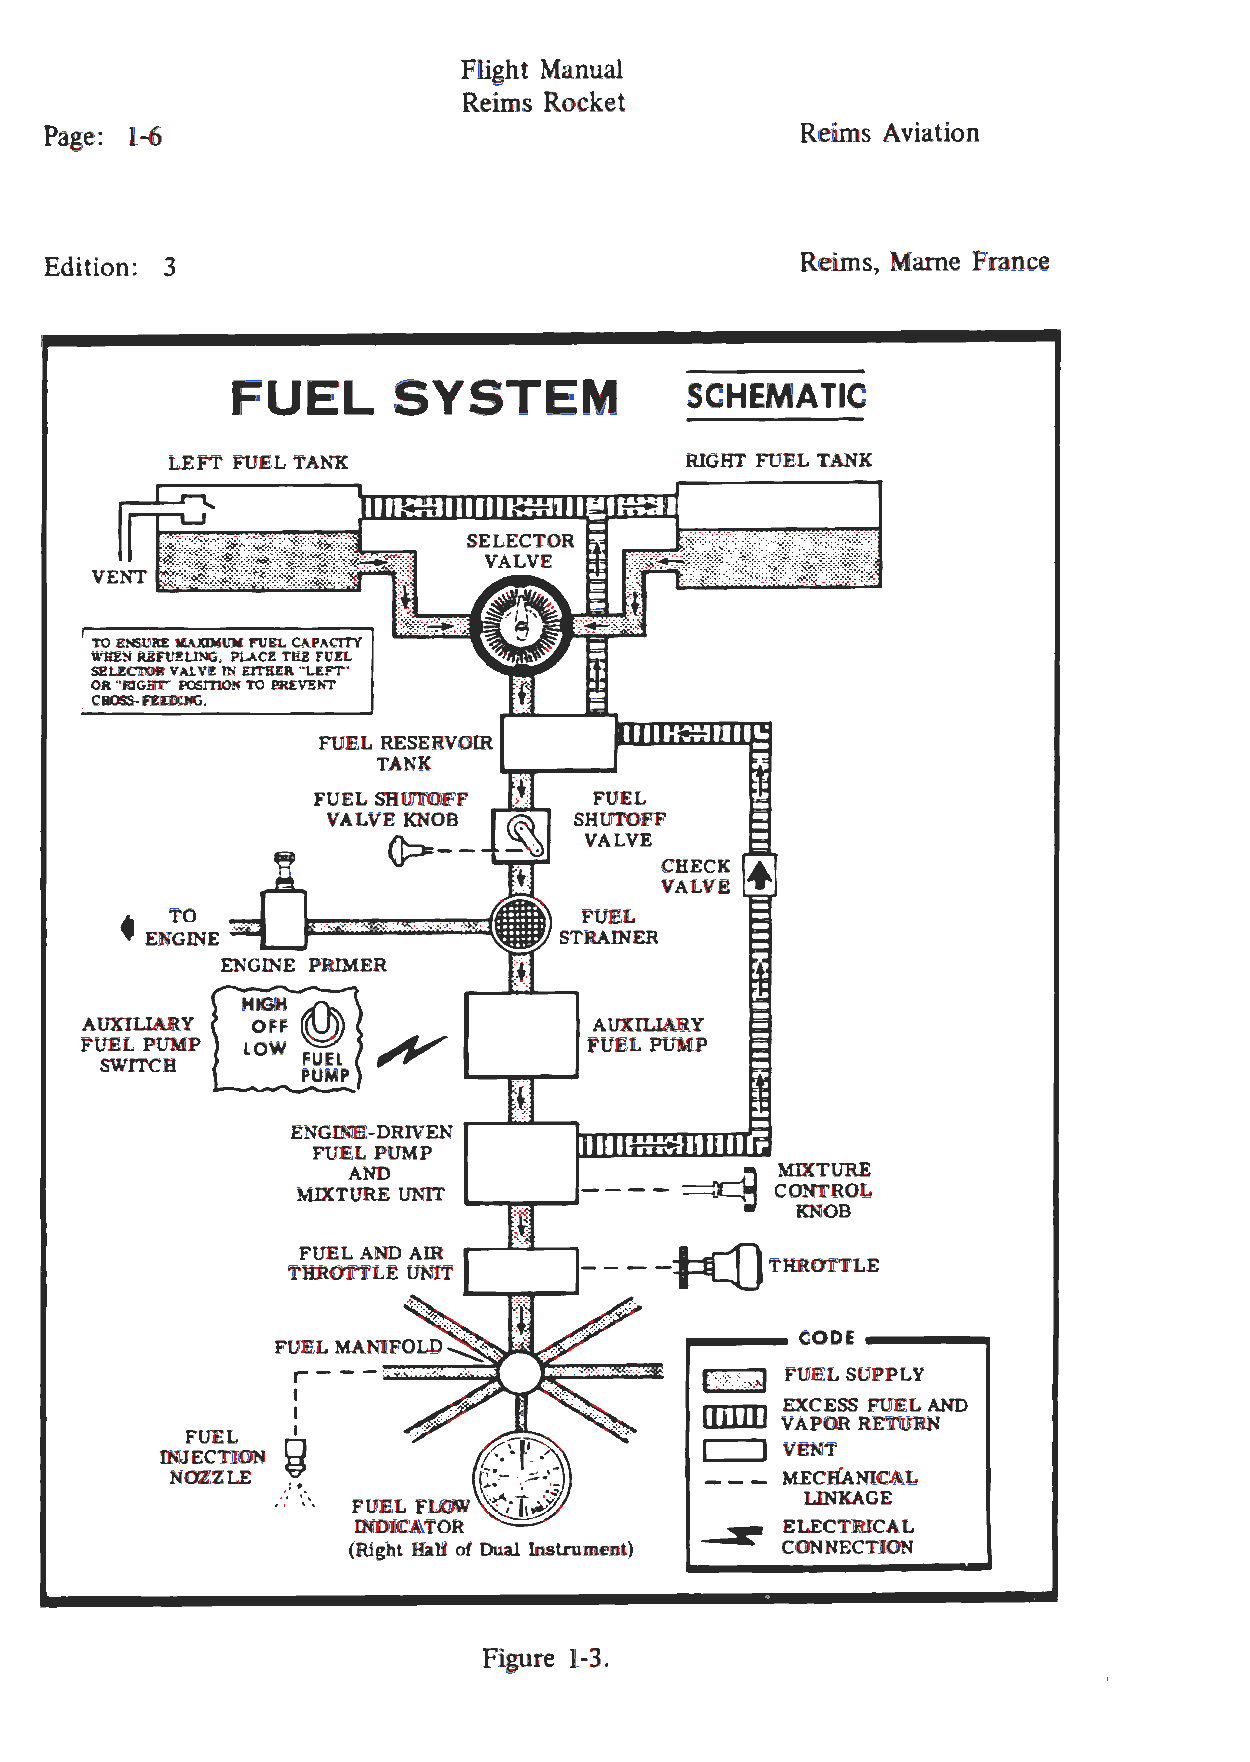 Flight Manual
Reims Rocket
Page: 1-6
Reims Aviation
Edition: 3
Reims, Marne France
FUEL SYSTEM
SCHEMATIC
LEFT FUEL TANK
RIGHT FUEL TANK
SELECTOR
VALVE
VENT
TO ENSURE MAXIMUM FUEL CAPACITY
WHEN REFUELING, PLACE THE FUEL
SELECTOR VALVE IN EITHER "LEFT"
OR "RIGHT" POSITION TO PREVENT
CROSS-FEEDING.
FUEL RESERVOIR
TANK
FUEL SHUTOFF
VALVE KNOB
FUEL
SHUTOFF
VALVE
CHECK
VALVE
TO
ENGINE
FUEL
STRAINER
ENGINE PRIMER
HIGH
OFF
LOW
FUEL
PUMP
AUXILIARY
FUEL PUMP
SWITCH
AUXILIARY
FUEL PUMP
ENGINE-DRIVEN
FUEL PUMP
AND
MIXTURE UNIT
MIXTURE
CONTROL
KNOB
FUEL AND AIR
THROTTLE UNIT
THROTTLE
FUEL MANIFOLD
FUEL
INJECTION
NOZZLE
FUEL FLOW
INDICATOR
(Right Half of Dual Instrument)
CODE
FUEL SUPPLY
EXCESS FUEL AND
VAPOR RETURN
VENT
MECHANICAL
LINKAGE
ELECTRICAL
CONNECTION
Figure 1-3.